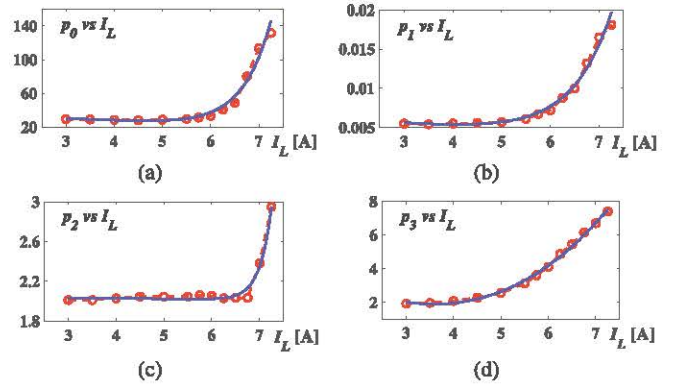 p0 vs IL
140
100
60
20
3 4 5 6 7 IL [A]
(a)
p1 vs IL
0.02
0.015
0.01
0.005
3 4 5 6 7 IL [A]
(b)
p2 vs IL
3
2.6
2.2
1.8
3 4 5 6 7 IL [A]
(c)
p3 vs IL
8
6
4
2
3 4 5 6 7 IL [A]
(d)